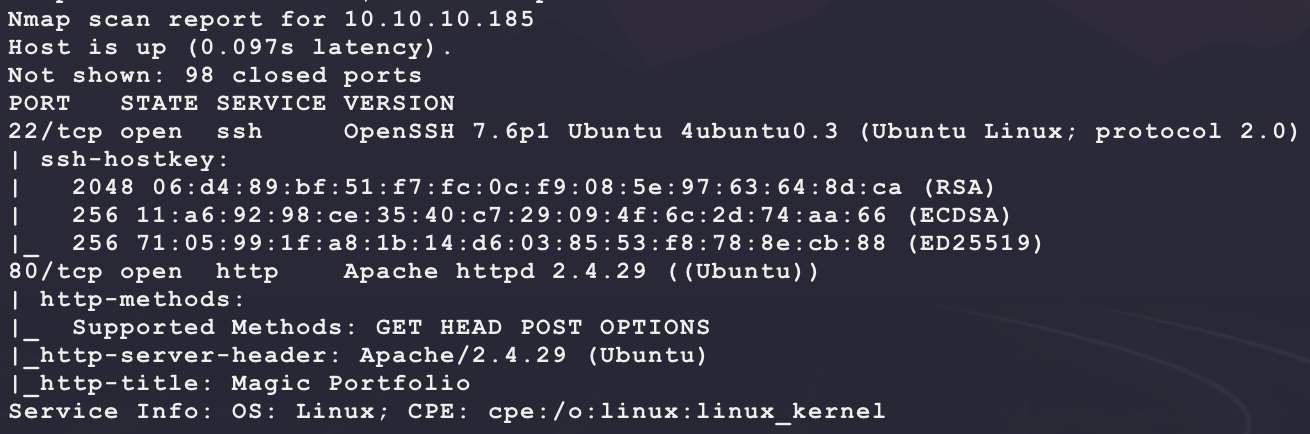 Nmap scan report for 10.10.10.185
Host is up (0.097s latency).
Not shown: 98 closed ports
PORT   STATE SERVICE VERSION
22/tcp open  ssh     OpenSSH 7.6p1 Ubuntu 4ubuntu0.3 (Ubuntu Linux; protocol 2.0)
| ssh-hostkey:
|   2048 06:d4:89:bf:51:f7:fc:0c:f9:08:5e:97:63:64:8d:ca (RSA)
|   256 11:a6:92:98:ce:35:40:c7:29:09:4f:6c:2d:74:aa:66 (ECDSA)
|_  256 71:05:99:1f:a8:1b:14:d6:03:85:53:f8:78:8e:cb:88 (ED25519)
80/tcp open  http    Apache httpd 2.4.29 ((Ubuntu))
| http-methods:
|_  Supported Methods: GET HEAD POST OPTIONS
|_http-server-header: Apache/2.4.29 (Ubuntu)
|_http-title: Magic Portfolio
Service Info: OS: Linux; CPE: cpe:/o:linux:linux_kernel